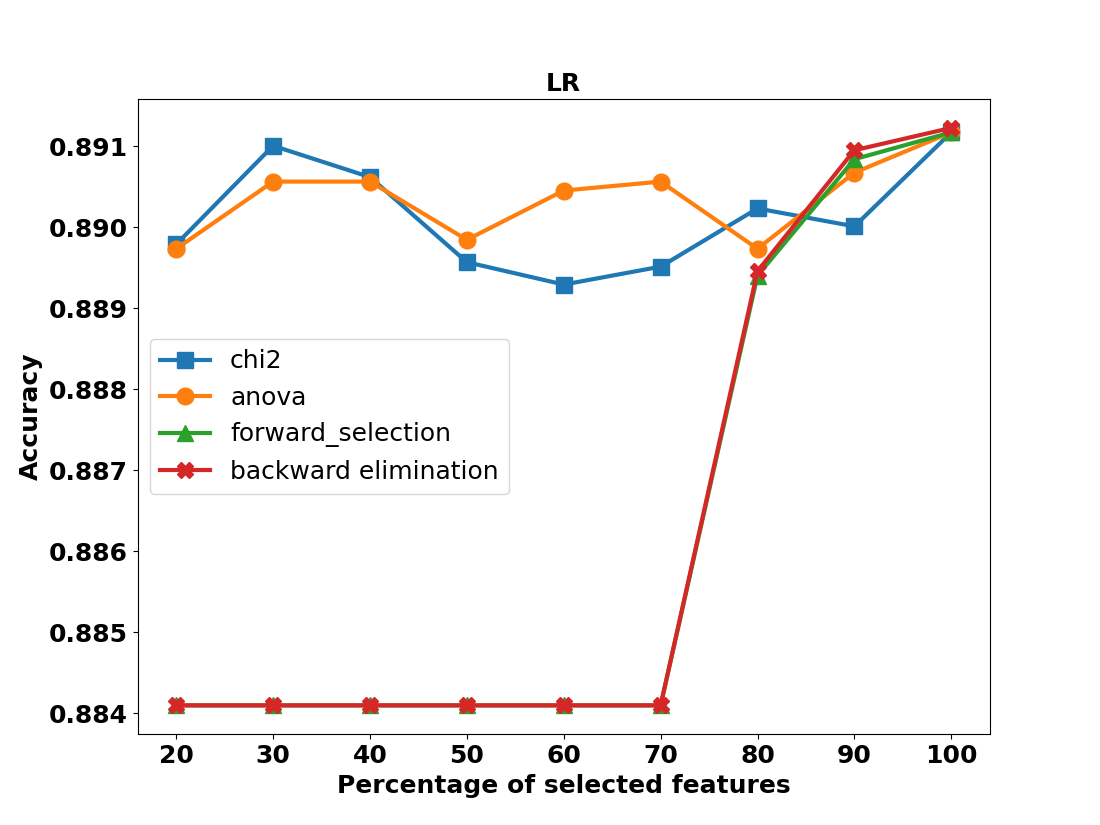 LR
Accuracy
0.891
0.890
0.889
0.888
0.887
0.886
0.885
0.884
chi2
anova
forward_selection
backward elimination
20 30 40 50 60 70 80 90 100
Percentage of selected features